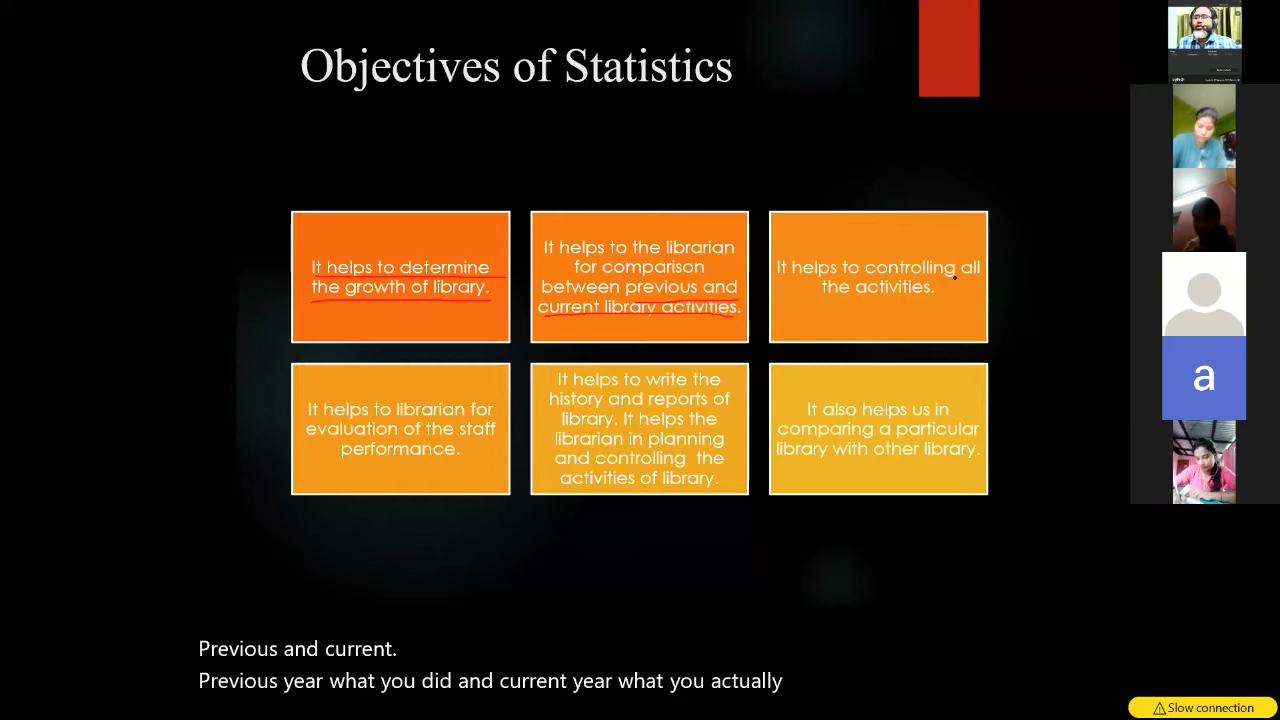 Objectives of Statistics
It helps to determine
the growth of library.
It helps to the librarian
for comparison
between previous and
current library activities.
It helps to controlling all
the activities.
It helps to librarian for
evaluation of the staff
performance.
It helps to write the
history and reports of
library. It helps the
librarian in planning
and controlling the
activities of library.
It also helps us in
comparing a particular
library with other library.
a
Previous and current.
Previous year what you did and current year what you actually
Slow connection